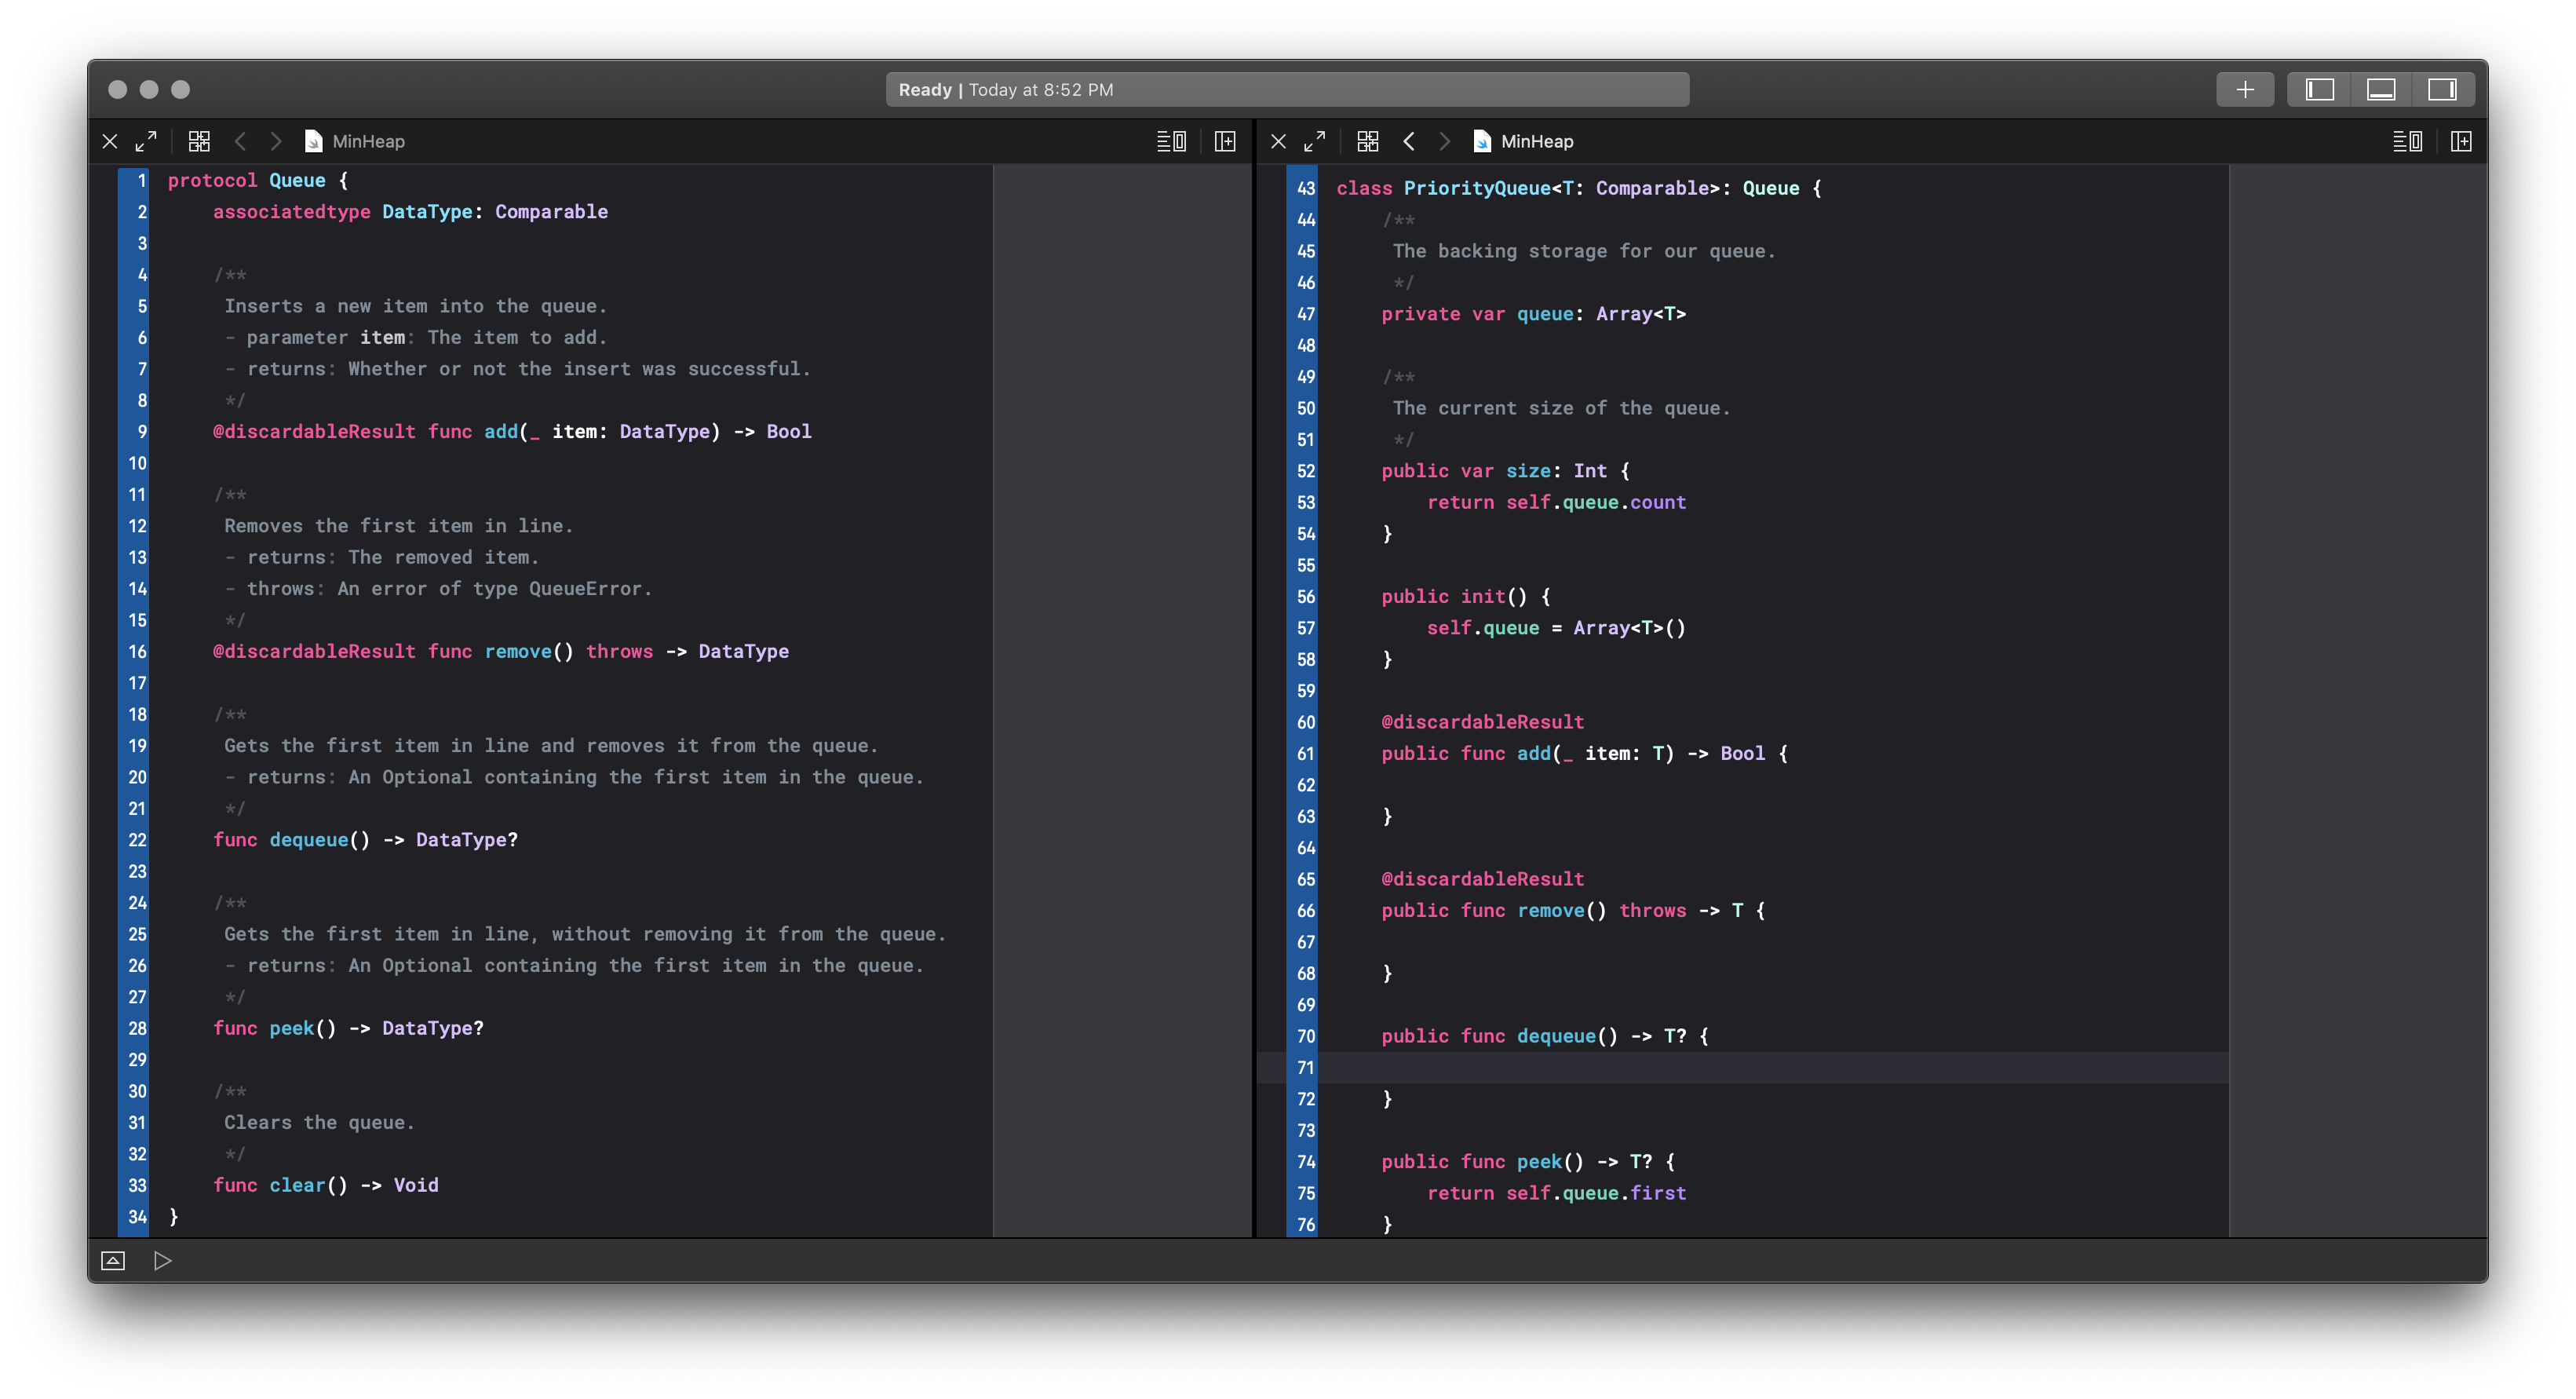 Ready | Today at 8:52 PM
MinHeap
1 protocol Queue {
2     associatedtype DataType: Comparable
3
4     /**
5      Inserts a new item into the queue.
6      - parameter item: The item to add.
7      - returns: Whether or not the insert was successful.
8      */
9     @discardableResult func add(_ item: DataType) -> Bool
10
11     /**
12      Removes the first item in line.
13      - returns: The removed item.
14      - throws: An error of type QueueError.
15      */
16     @discardableResult func remove() throws -> DataType
17
18     /**
19      Gets the first item in line and removes it from the queue.
20      - returns: An Optional containing the first item in the queue.
21      */
22     func dequeue() -> DataType?
23
24     /**
25      Gets the first item in line, without removing it from the queue.
26      - returns: An Optional containing the first item in the queue.
27      */
28     func peek() -> DataType?
29
30     /**
31      Clears the queue.
32      */
33     func clear() -> Void
34 }
MinHeap
43 class PriorityQueue<T: Comparable>: Queue {
44     /**
45      The backing storage for our queue.
46      */
47     private var queue: Array<T>
48
49     /**
50      The current size of the queue.
51      */
52     public var size: Int {
53         return self.queue.count
54     }
55
56     public init() {
57         self.queue = Array<T>()
58     }
59
60     @discardableResult
61     public func add(_ item: T) -> Bool {
62
63     }
64
65     @discardableResult
66     public func remove() throws -> T {
67
68     }
69
70     public func dequeue() -> T? {
71
72     }
73
74     public func peek() -> T? {
75         return self.queue.first
76     }